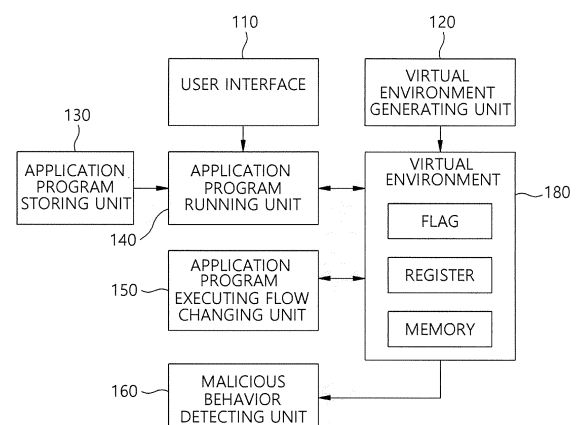 110
120
USER INTERFACE
VIRTUAL
ENVIRONMENT
GENERATING UNIT
130
APPLICATION
PROGRAM
STORING UNIT
APPLICATION
PROGRAM
RUNNING UNIT
140
VIRTUAL
ENVIRONMENT
180
FLAG
REGISTER
MEMORY
150
APPLICATION
PROGRAM
EXECUTING FLOW
CHANGING UNIT
160
MALICIOUS
BEHAVIOR
DETECTING UNIT